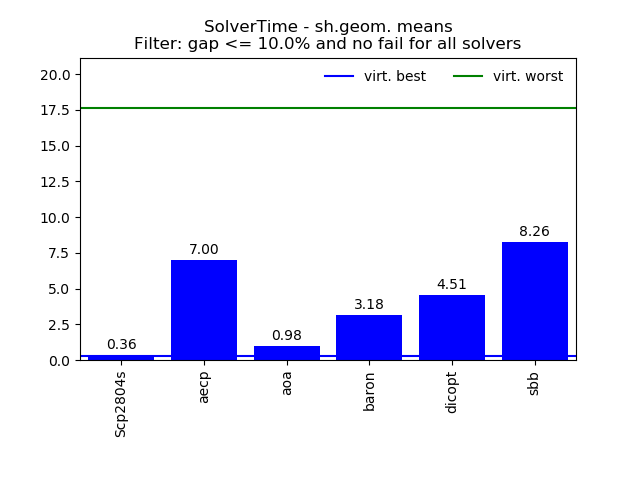 SolverTime - sh.geom. means
Filter: gap <= 10.0% and no fail for all solvers
virt. best
virt. worst
20.0
17.5
15.0
12.5
10.0
7.5
5.0
2.5
0.0
0.36
7.00
0.98
3.18
4.51
8.26
Scp2804s
aecp
aoa
baron
dicopt
sbb